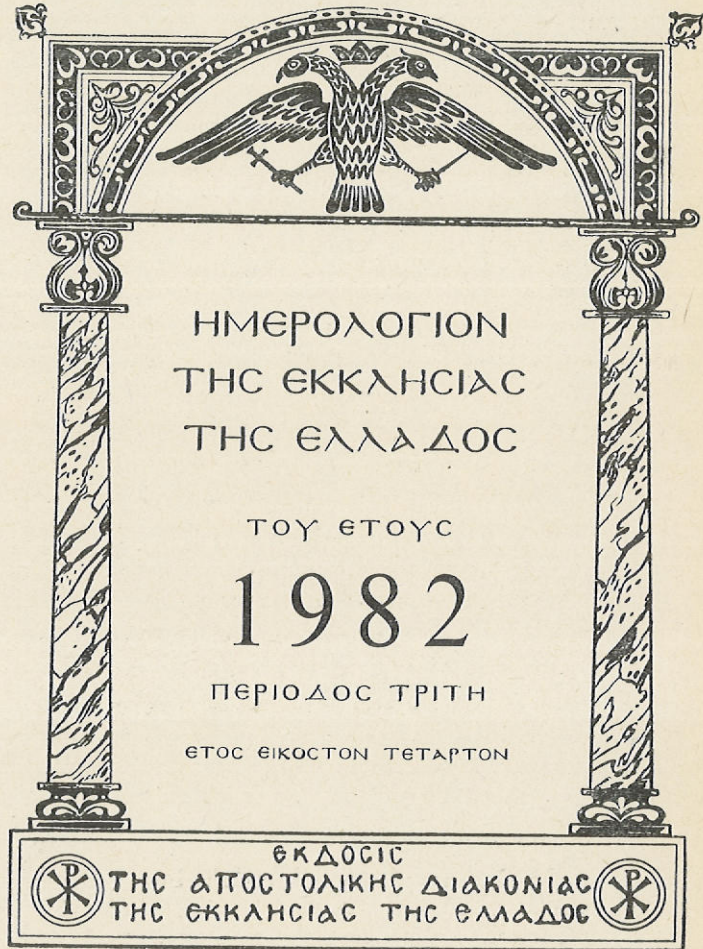 ΗΜΕΡΟΛΟΓΙΟΝ
ΤΗϹ ΕΚΚΛΗϹΙΑϹ
ΤΗϹ ΕΛΛΑΔΟϹ
ΤΟΥ ΕΤΟΥϹ
1982
ΠΕΡΙΟΔΟϹ ΤΡΙΤΗ
ΕΤΟϹ ΕΙΚΟϹΤΟΝ ΤΕΤΑΡΤΟΝ
ΕΚΔΟϹΙϹ
ΤΗϹ ΑΠΟϹΤΟΛΙΚΗϹ ΔΙΑΚΟΝΙΑϹ
ΤΗϹ ΕΚΚΛΗϹΙΑϹ ΤΗϹ ΕΛΛΑΔΟϹ